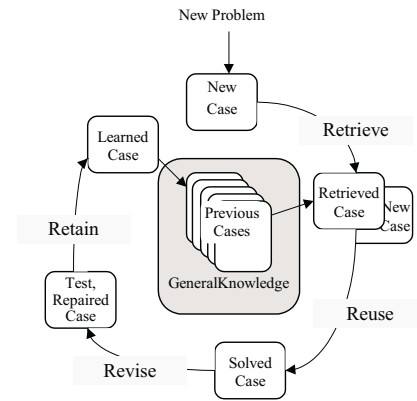 New Problem
New
Case
Retrieve
Learned
Case
Retrieved
Case
New
Case
Previous
Cases
GeneralKnowledge
Retain
Test,
Repaired
Case
Reuse
Revise
Solved
Case